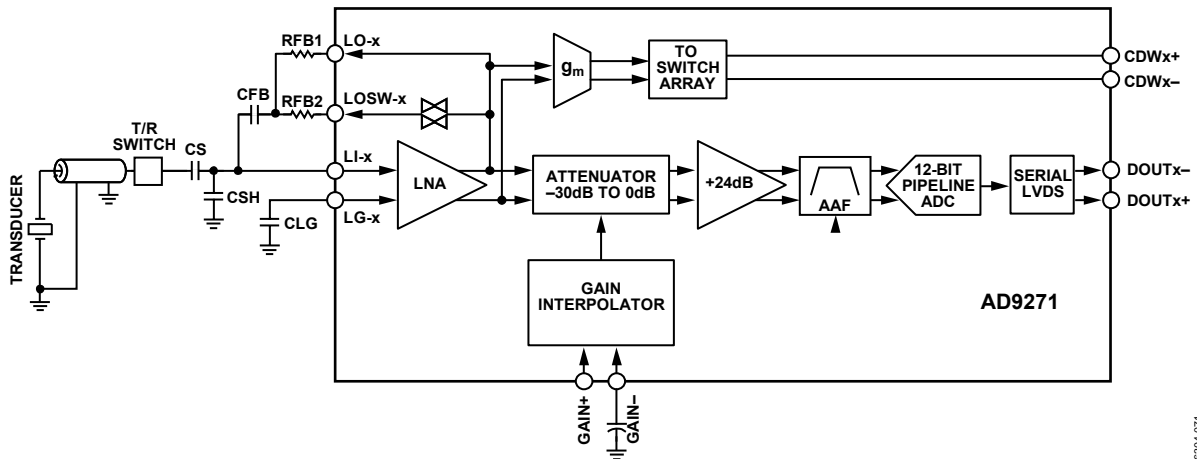 RFB1
LO-x
CFB
RFB2
LOSW-x
T/R
SWITCH
CS
LI-x
CSH
CLG
LG-x
TRANSDUCER
LNA
gm
TO
SWITCH
ARRAY
CDWx+
CDWx–
ATTENUATOR
–30dB TO 0dB
+24dB
AAF
12-BIT
PIPELINE
ADC
SERIAL
LVDS
DOUTx–
DOUTx+
GAIN
INTERPOLATOR
AD9271
GAIN+
GAIN–